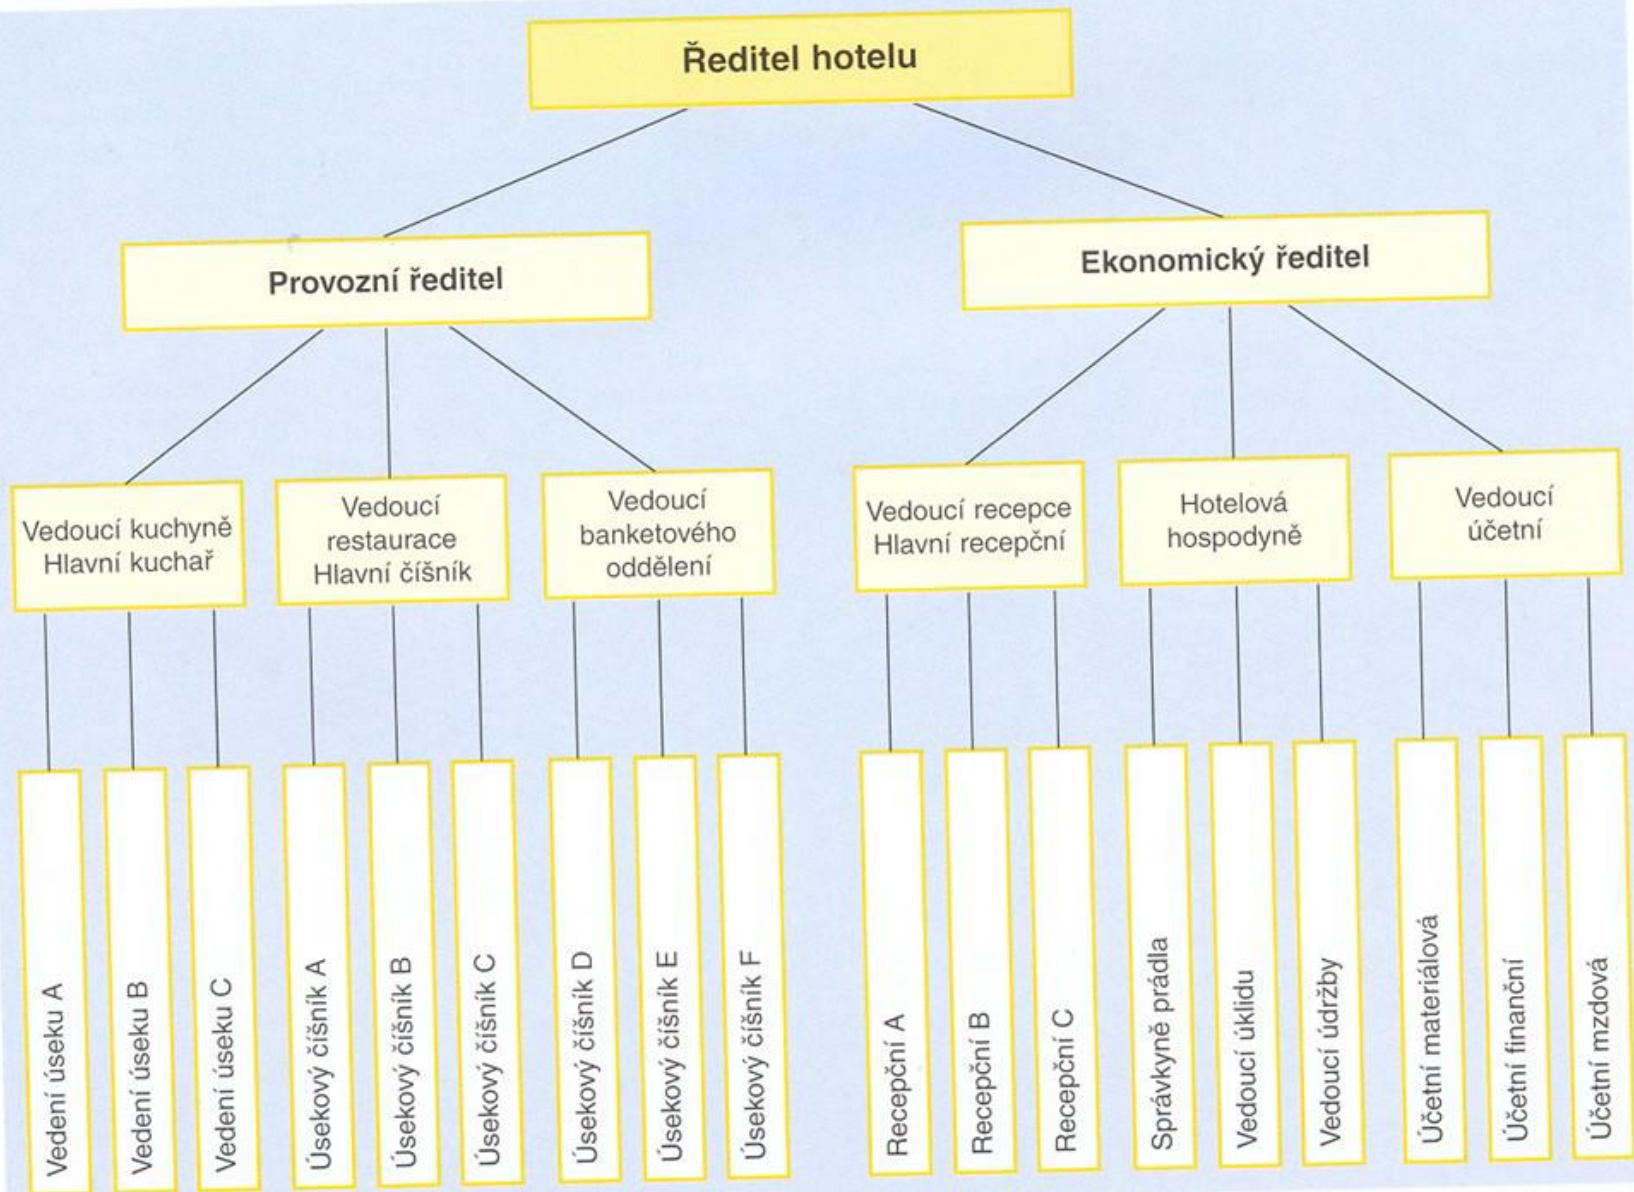 Ředitel hotelu
Provozní ředitel
Ekonomický ředitel
Vedoucí kuchyně
Hlavní kuchař
Vedoucí
restaurace
Hlavní číšník
Vedoucí
banketového
oddělení
Vedoucí recepce
Hlavní recepční
Hotelová
hospodyně
Vedoucí
účetní
Vedení úseku A
Vedení úseku B
Vedení úseku C
Úsekový číšník A
Úsekový číšník B
Úsekový číšník C
Úsekový číšník D
Úsekový číšník E
Úsekový číšník F
Recepční A
Recepční B
Recepční C
Správkyně prádla
Vedoucí úklidu
Vedoucí údržby
Účetní materiálová
Účetní finanční
Účetní mzdová